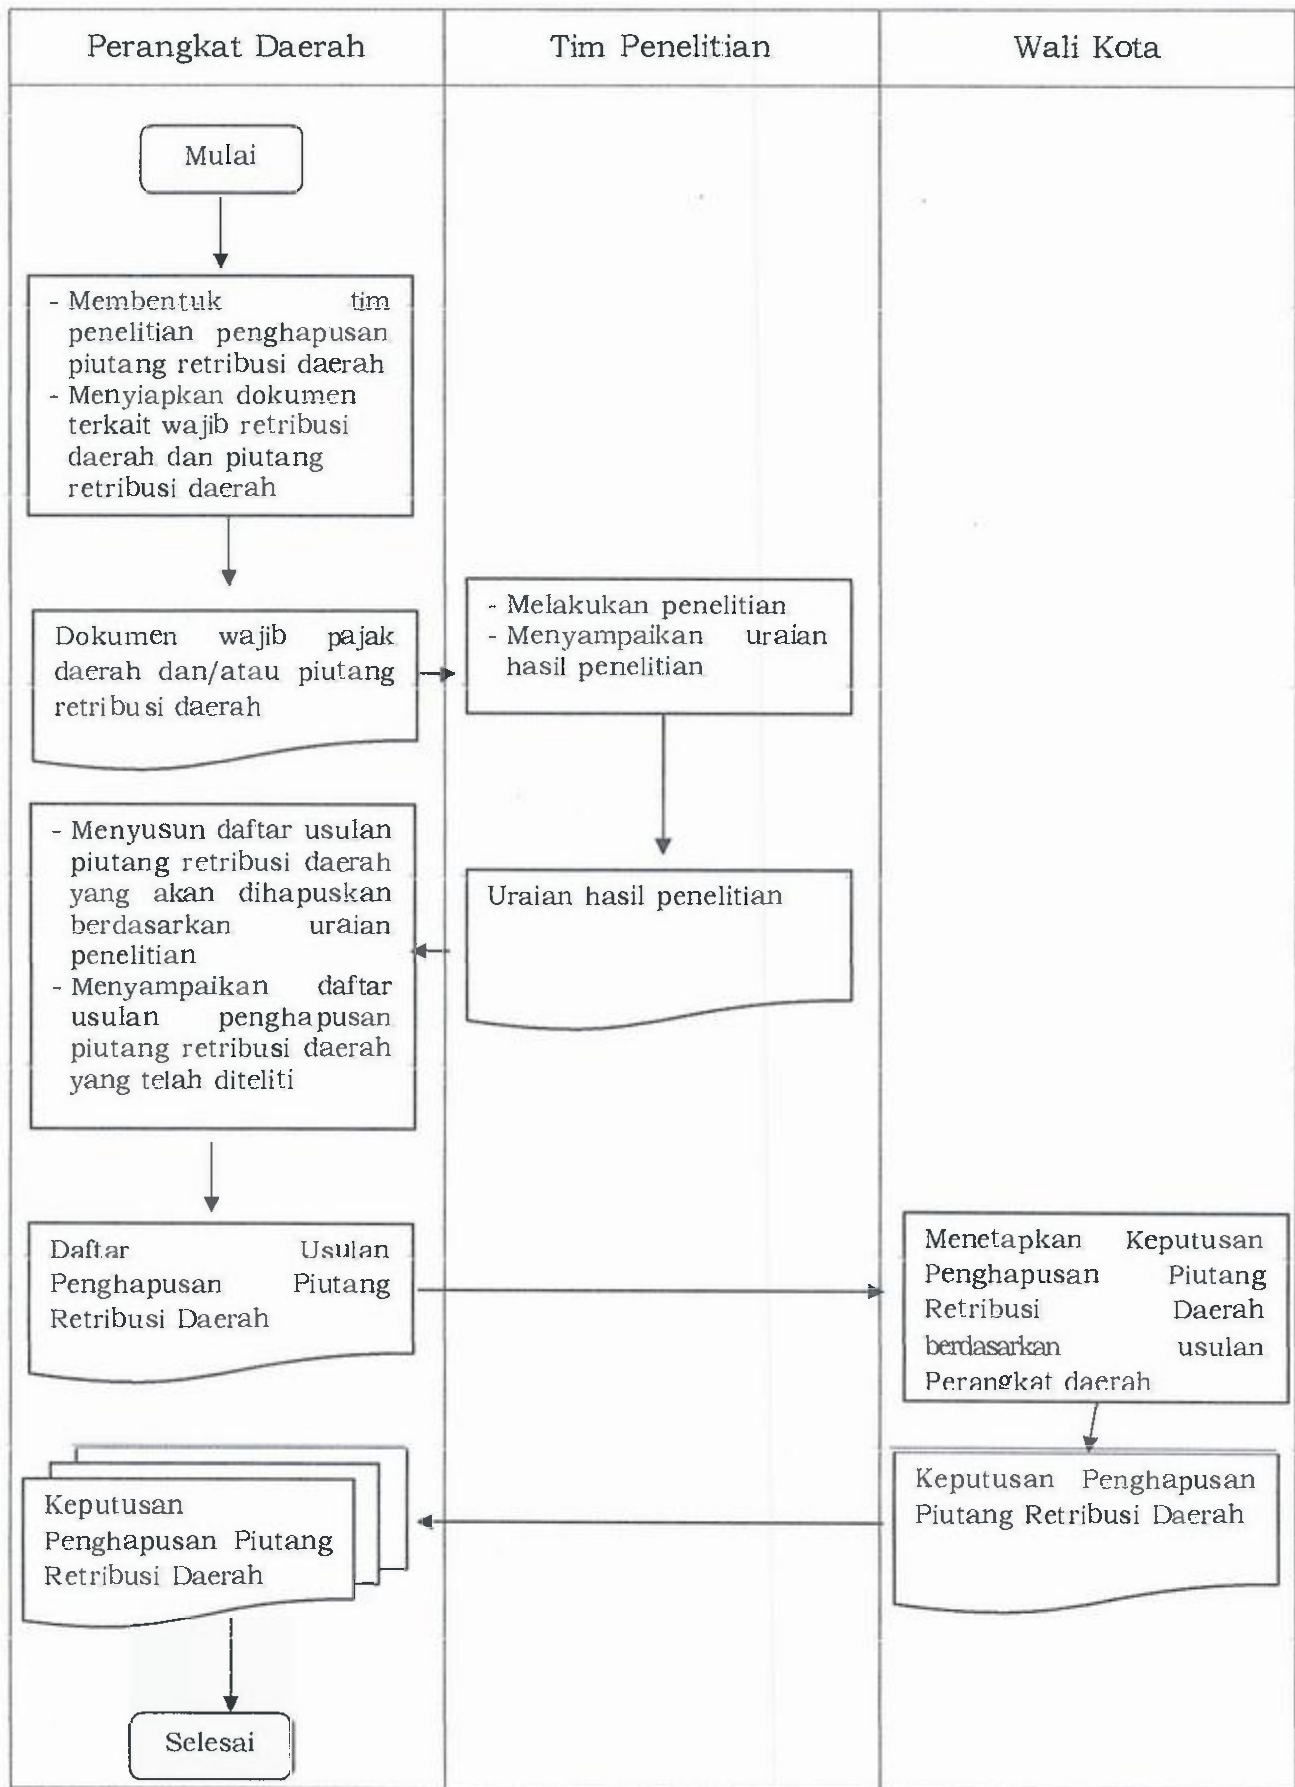 Perangkat Daerah
Tim Penelitian
Wali Kota
Mulai
- Membentuk tim
penelitian penghapusan
piutang retribusi daerah
- Menyiapkan dokumen
terkait wajib retribusi
daerah dan piutang
retribusi daerah
Dokumen wajib pajak
daerah dan/atau piutang
retribusi daerah
- Melakukan penelitian
- Menyampaikan uraian
hasil penelitian
Uraian hasil penelitian
- Menyusun daftar usulan
piutang retribusi daerah
yang akan dihapuskan
berdasarkan uraian
penelitian
- Menyampaikan daftar
usulan penghapusan
piutang retribusi daerah
yang telah diteliti
Daftar Usulan
Penghapusan Piutang
Retribusi Daerah
Menetapkan Keputusan
Penghapusan Piutang
Retribusi Daerah
berdasarkan usulan
Perangkat daerah
Keputusan Penghapusan
Piutang Retribusi Daerah
Keputusan
Penghapusan Piutang
Retribusi Daerah
Selesai